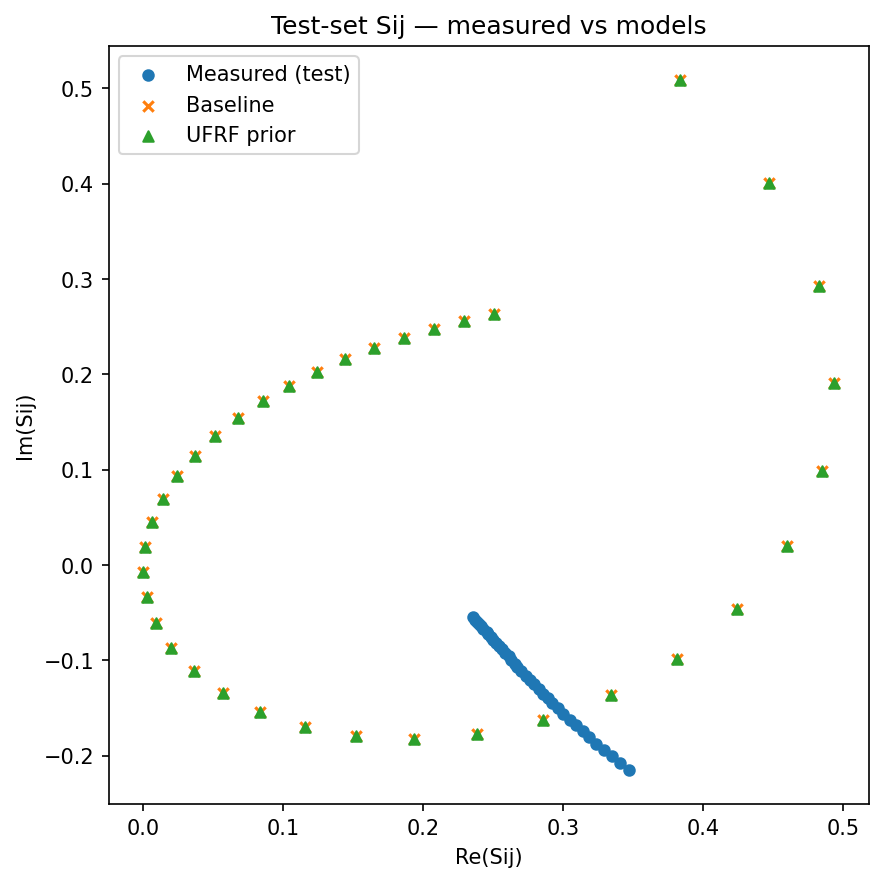 Test-set Sij — measured vs models
Measured (test)
Baseline
UFRF prior
0.5
0.4
0.3
0.2
0.1
0.0
−0.1
−0.2
Im(Sij)
0.0 0.1 0.2 0.3 0.4 0.5
Re(Sij)